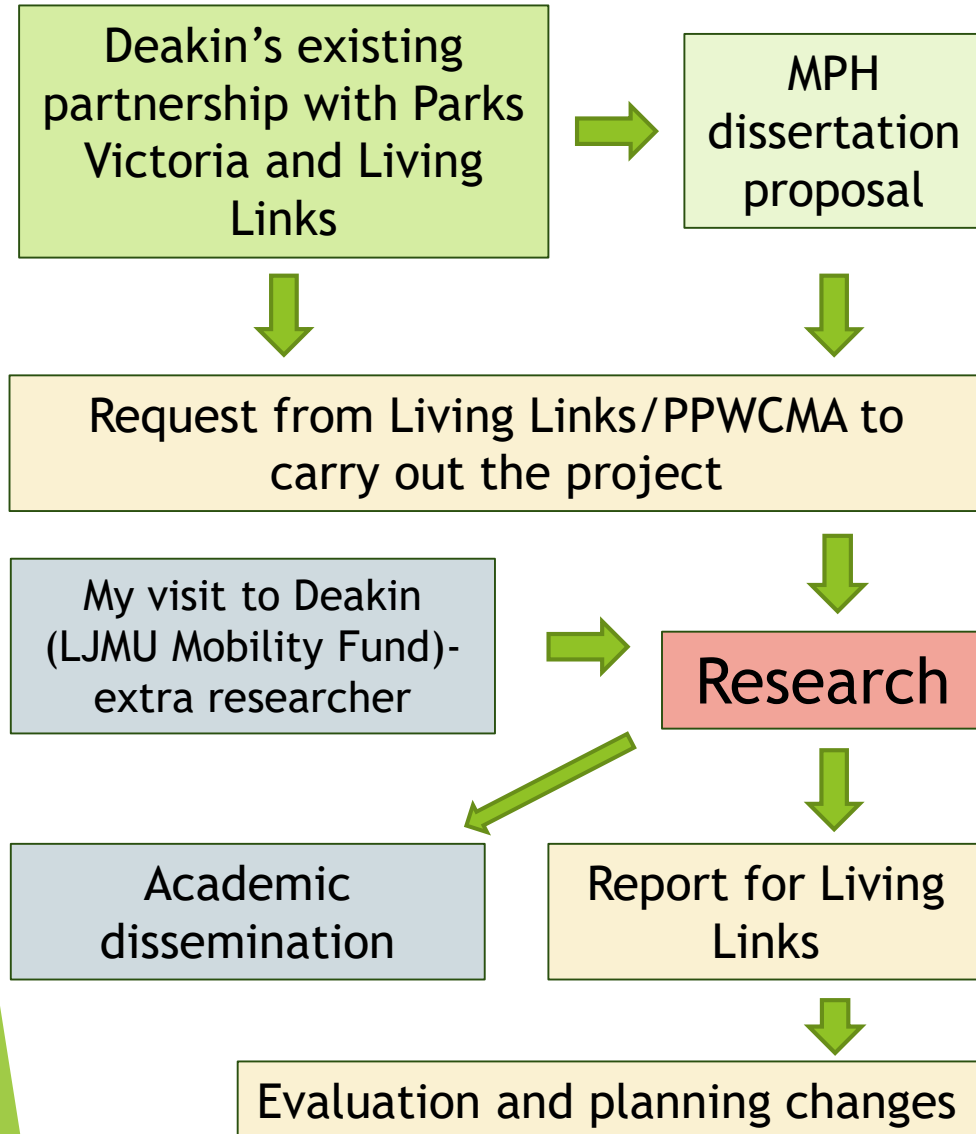 Deakin’s existing
partnership with Parks
Victoria and Living
Links
MPH
dissertation
proposal
Request from Living Links/PPWCMA to
carry out the project
My visit to Deakin
(LJMU Mobility Fund)-
extra researcher
Research
Academic
dissemination
Report for Living
Links
Evaluation and planning changes